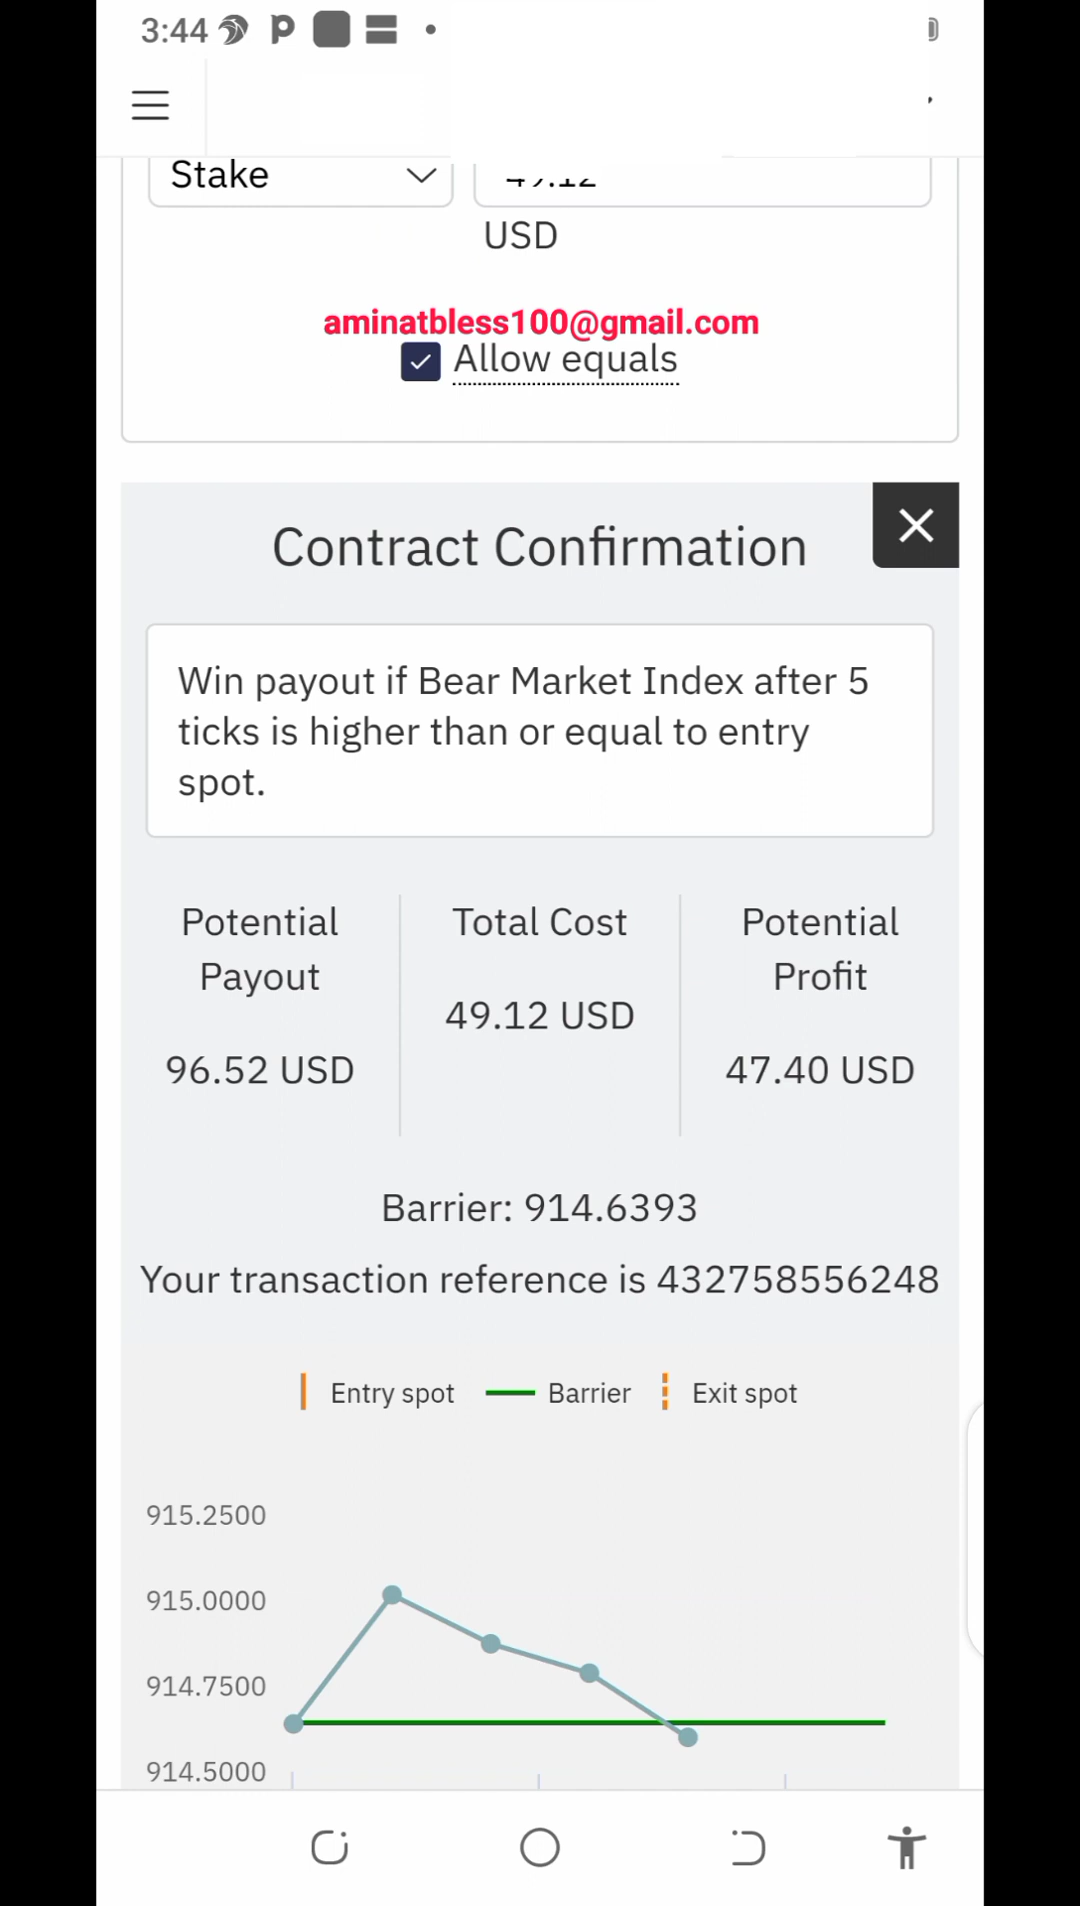 3:44
Stake
49.12
USD
aminatbless100@gmail.com
Allow equals
Contract Confirmation
Win payout if Bear Market Index after 5
ticks is higher than or equal to entry
spot.
Potential
Payout
96.52 USD
Total Cost
49.12 USD
Potential
Profit
47.40 USD
Barrier: 914.6393
Your transaction reference is 432758556248
Entry spot
Barrier
Exit spot
915.2500
915.0000
914.7500
914.5000